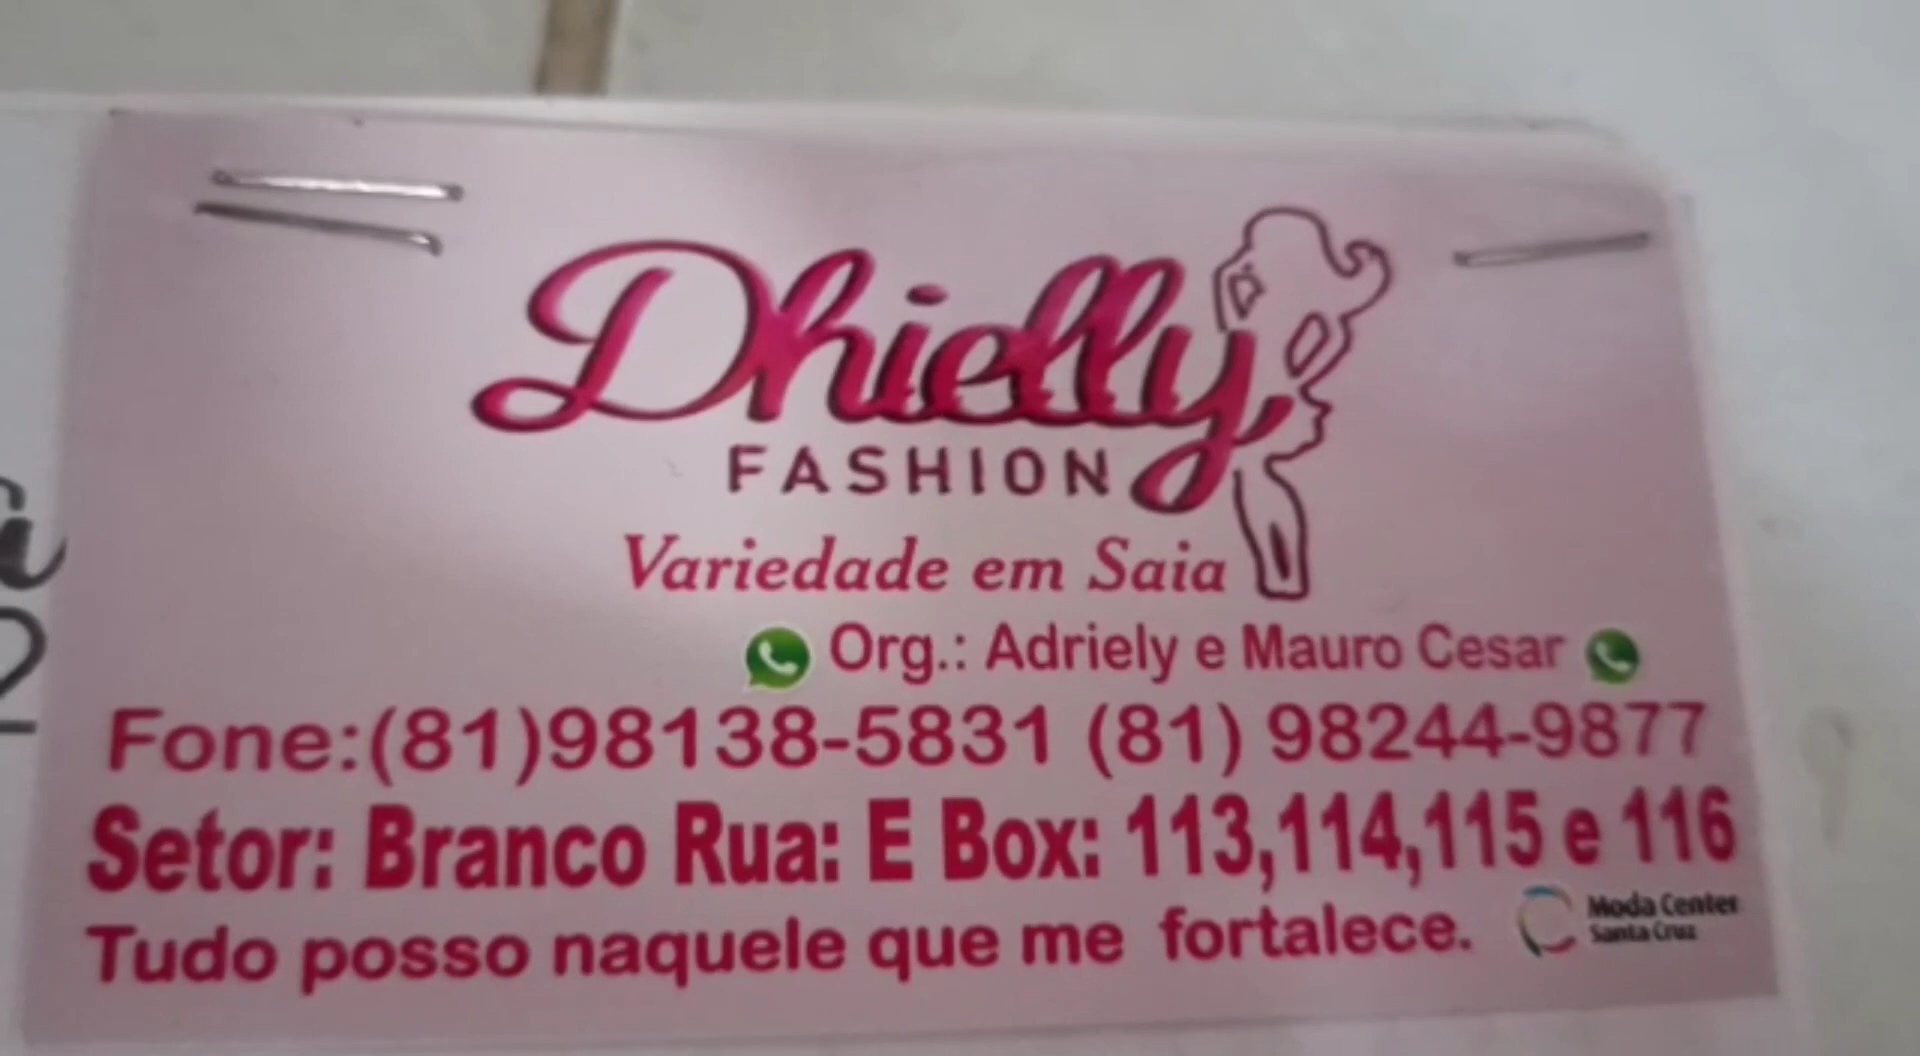 Dhielly
FASHION
Variedade em Saia
Org.: Adriely e Mauro Cesar
Fone:(81)98138-5831 (81) 98244-9877
Setor: Branco Rua: E Box: 113,114,115 e 116
Tudo posso naquele que me fortalece.
Moda Center
Santa Cruz